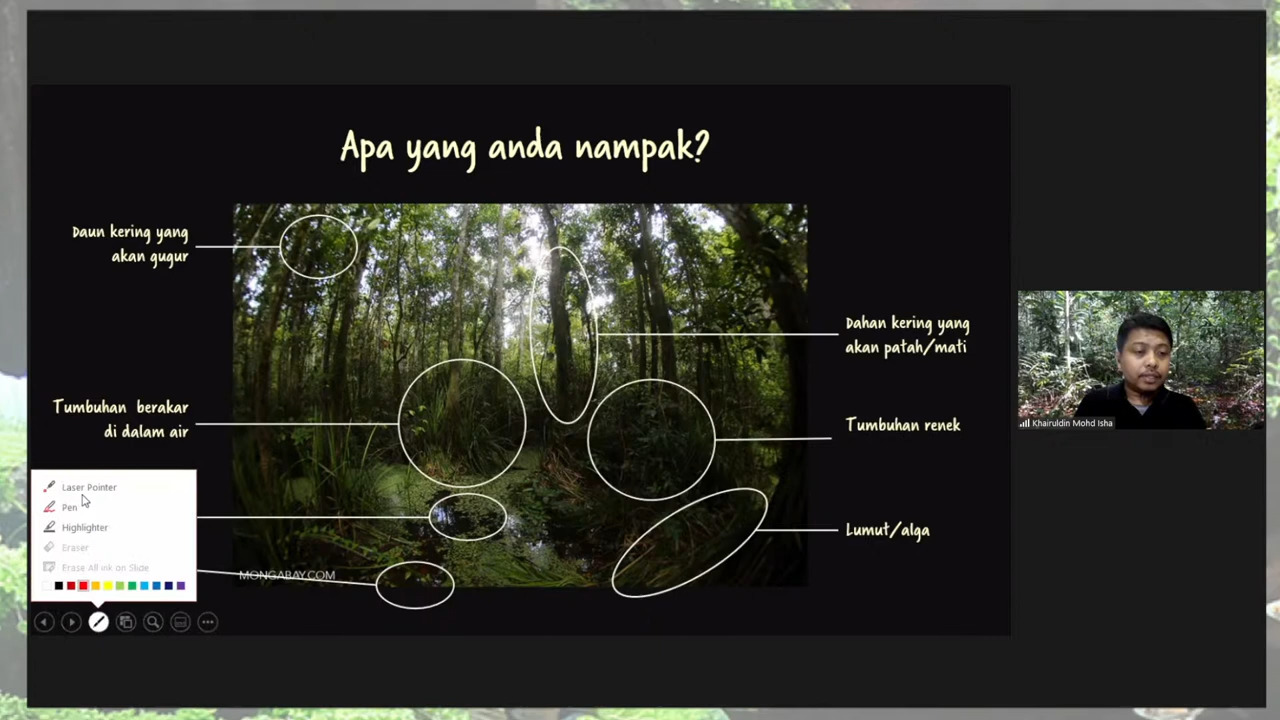 Apa yang anda nampak?
Daun kering yang
akan gugur
Dahan kering yang
akan patah/mati
Tumbuhan berakar
di dalam air
Tumbuhan renek
Lumut/alga
Laser Pointer
Pen
Highlighter
Eraser
Erase All Ink on Slide
MONGABAY.COM
Khairuldin Mohd Isha